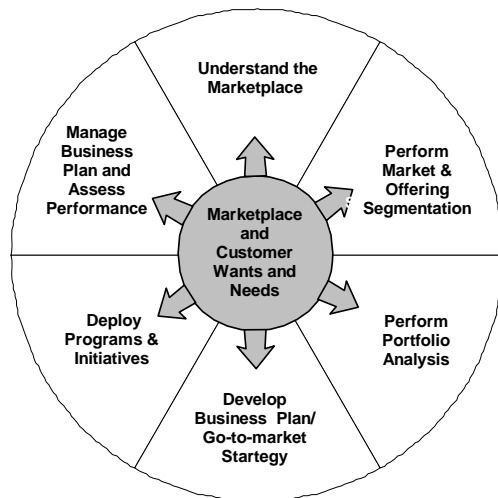 Understand the
Marketplace
Perform
Market &
Offering
Segmentation
Perform
Portfolio
Analysis
Develop
Business Plan/
Go-to-market
Startegy
Deploy
Programs &
Initiatives
Manage
Business
Plan and
Assess
Performance
Marketplace
and
Customer
Wants and
Needs